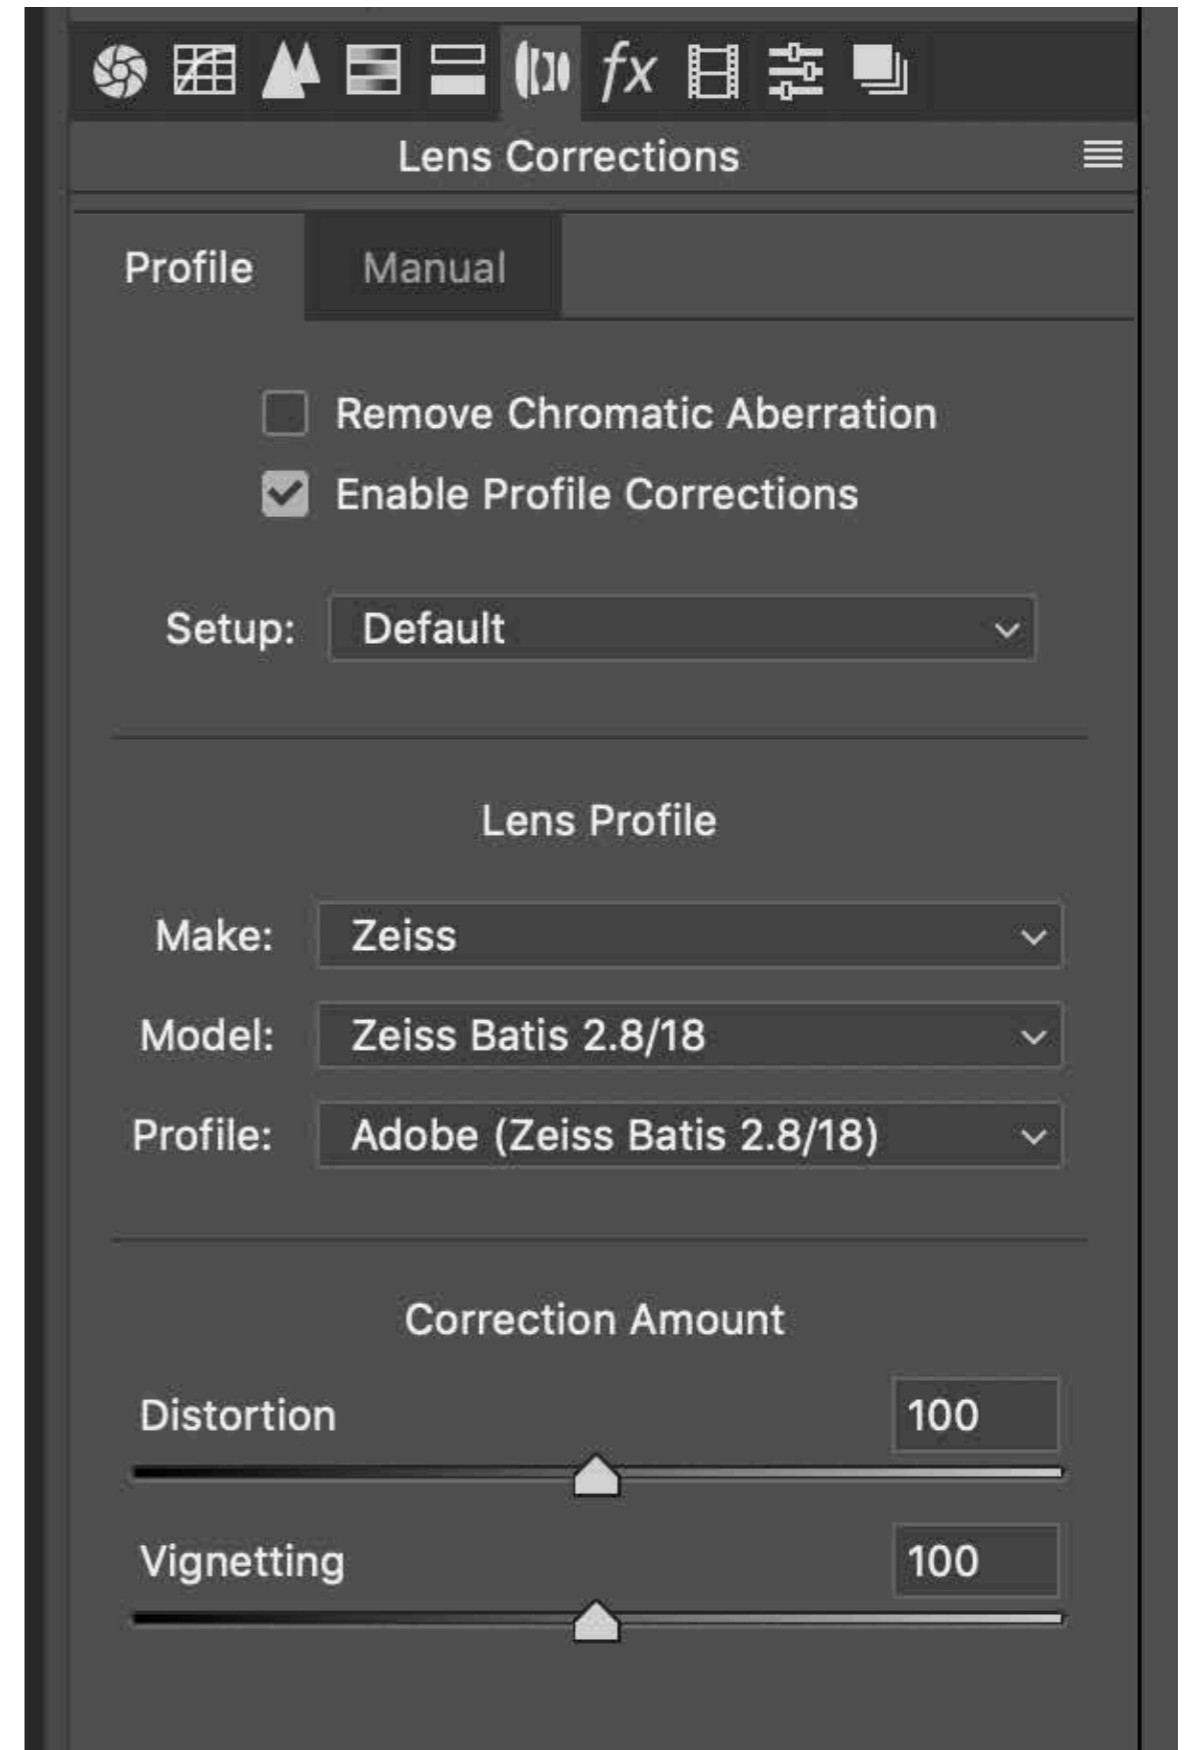 fx
Lens Corrections
Profile Manual
Remove Chromatic Aberration
Enable Profile Corrections
Setup: Default
Lens Profile
Make: Zeiss
Model: Zeiss Batis 2.8/18
Profile: Adobe (Zeiss Batis 2.8/18)
Correction Amount
Distortion 100
Vignetting 100